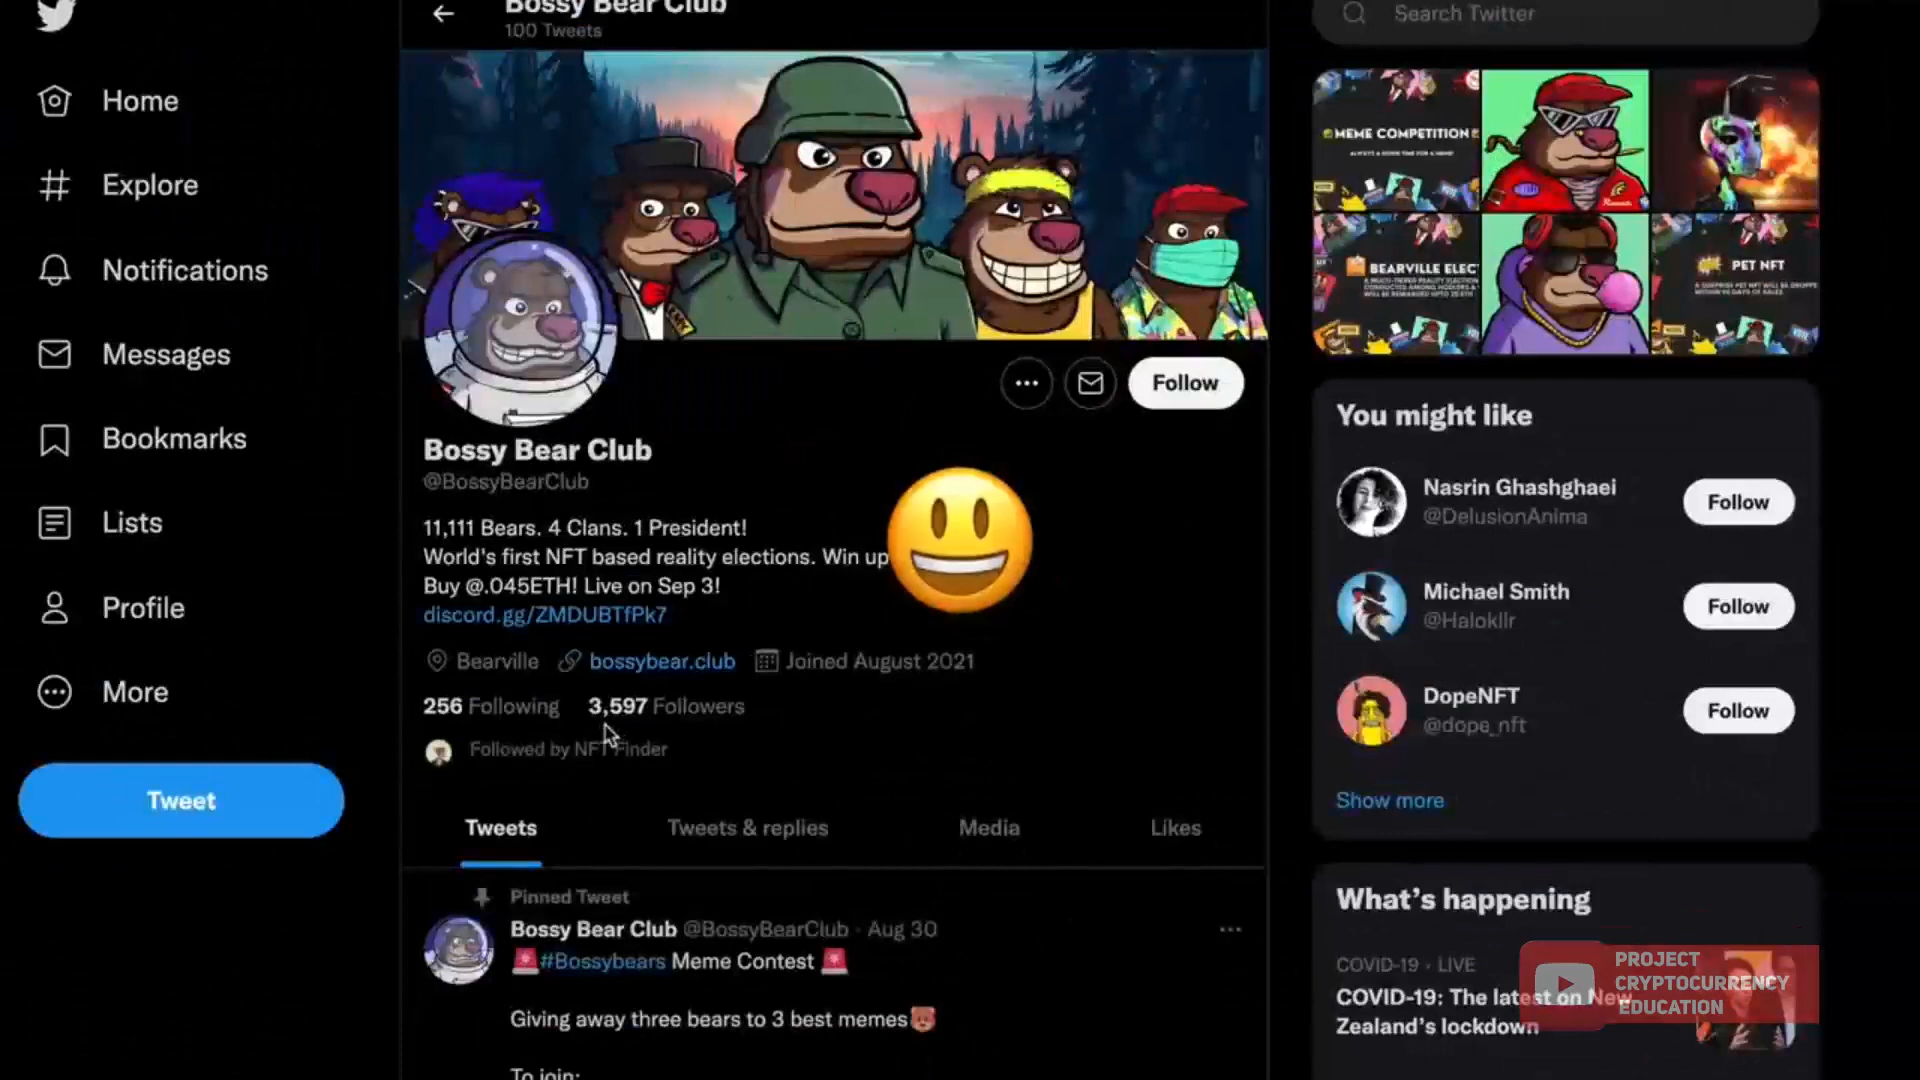 Home
Explore
Notifications
Messages
Bookmarks
Lists
Profile
More
Tweet
Bossy Bear Club
100 Tweets
Follow
Bossy Bear Club
@BossyBearClub
11,111 Bears. 4 Clans. 1 President!
World's first NFT based reality elections. Win up
Buy @.045ETH! Live on Sep 3!
discord.gg/ZMDUBTfPk7
Bearville
bossybear.club
Joined August 2021
256 Following 3,597 Followers
Followed by NFT Finder
Tweets
Tweets & replies
Media
Likes
Pinned Tweet
Bossy Bear Club @BossyBearClub · Aug 30
#Bossybears Meme Contest
Giving away three bears to 3 best memes
To join:
Search Twitter
MEME COMPETITION
BEARVILLE ELEC
PET NFT
You might like
Nasrin Ghashghaei
@DelusionAnima
Follow
Michael Smith
@Halokllr
Follow
DopeNFT
@dope_nft
Follow
Show more
What's happening
COVID-19 · LIVE
COVID-19: The latest on New
Zealand's lockdown
PROJECT
CRYPTOCURRENCY
EDUCATION